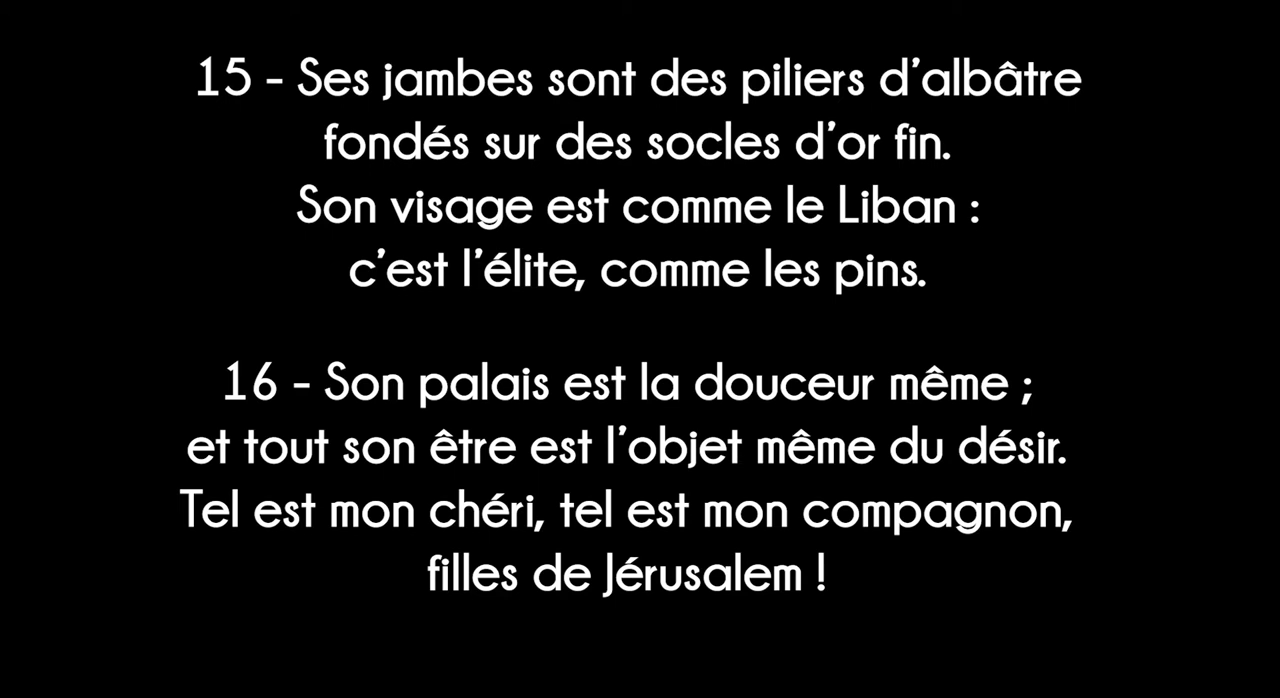 15 - Ses jambes sont des piliers d’albâtre
fondés sur des socles d’or fin.
Son visage est comme le Liban :
c’est l’élite, comme les pins.
16 - Son palais est la douceur même ;
et tout son être est l’objet même du désir.
Tel est mon chéri, tel est mon compagnon,
filles de Jérusalem !